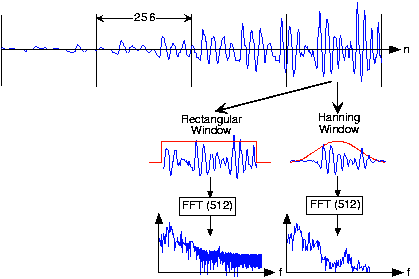 256
n
Rectangular Hanning
Window Window
FFT (512) FFT (512)
f f